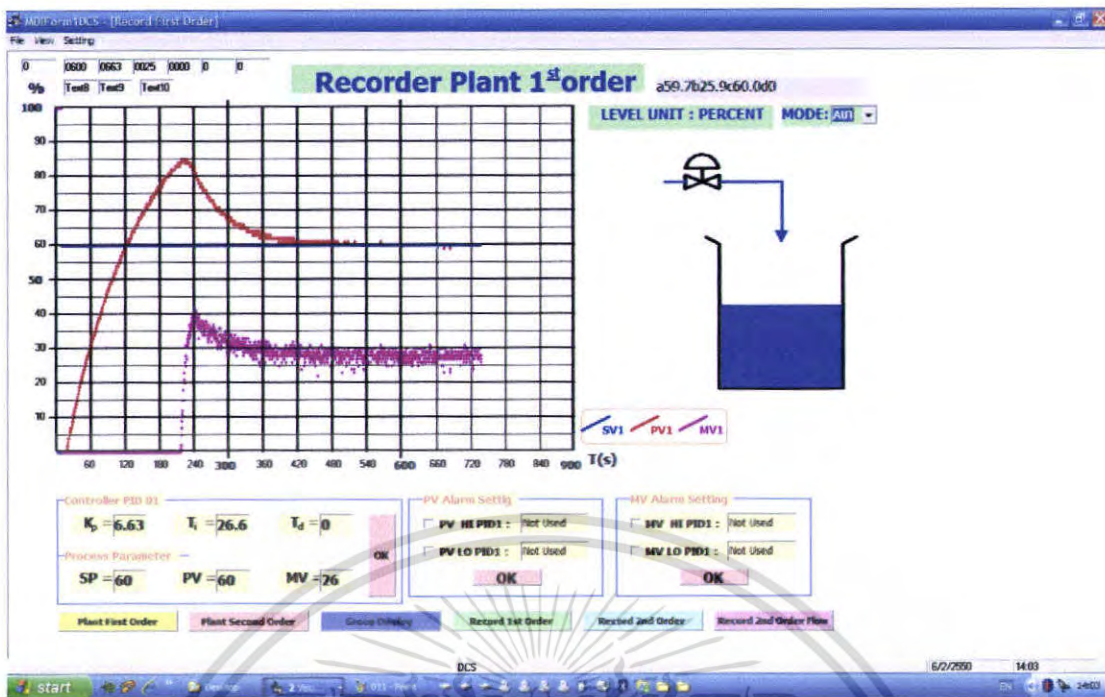 MDIForm1DCS - [Record First Order]
File View Setting
0 0600 0663 0025 0000 0 0
% Text8 Text9 Text10
Recorder Plant 1st order a59.7b25.9c60.0d0
LEVEL UNIT : PERCENT MODE: AUT
100
90
80
70
60
50
40
30
20
10
60 120 180 240 300 360 420 480 540 600 660 720 780 840 900 T(s)
SV1 PV1 MV1
Controller PID 01
Kp = 6.63 Ti = 26.6 Td = 0
OK
Process Parameter
SP = 60 PV = 60 MV = 26
PV Alarm Settig
PV HI PID1 : Not Used
PV LO PID1 : Not Used
OK
MV Alarm Setting
MV HI PID1 : Not Used
MV LO PID1 : Not Used
OK
Plant First Order Plant Second Order Group Display Record 1st Order Record 2nd Order Record 2nd Order Flow
DCS 6/2/2550 14:03
start Desktop 2 EN 14:03